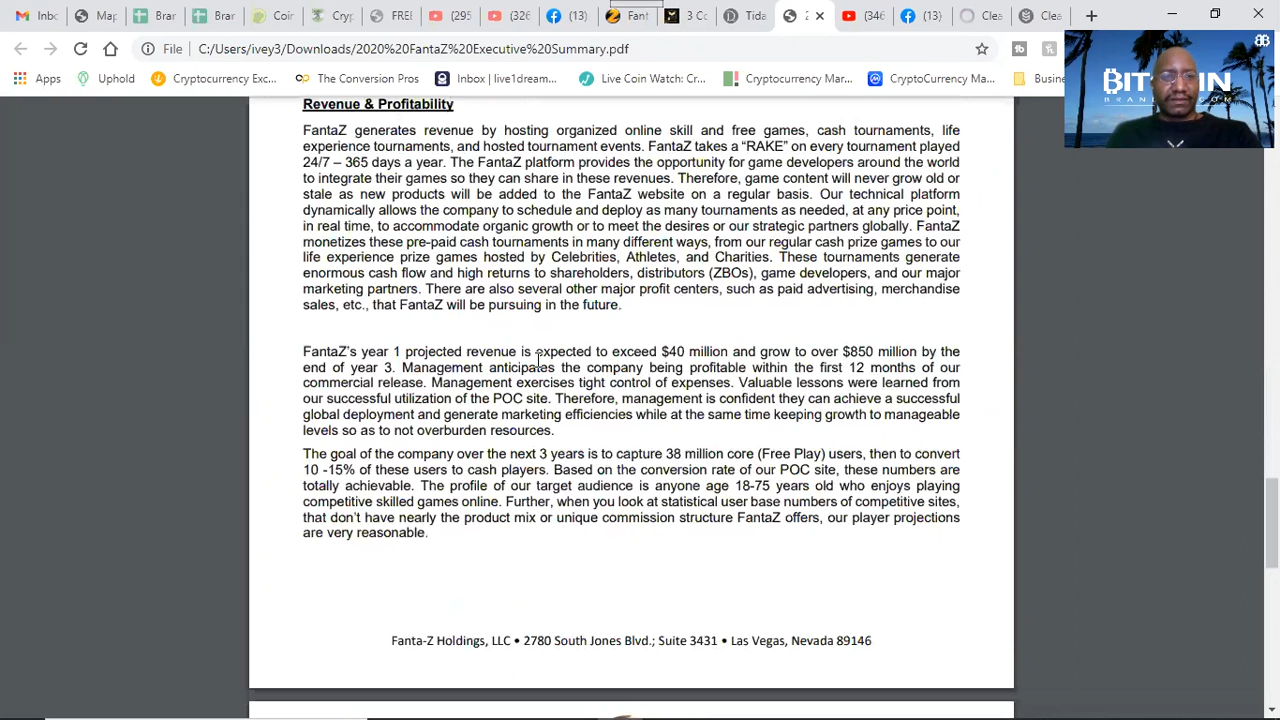 Inbo
Map
Brar
Brar
Coin
Cryp
FREE
(295
(326
(13)
Fant
3 Co
Tida
2
(346
(13)
Clea
Clea
File C:/Users/ivey3/Downloads/2020%20FantaZ%20Executive%20Summary.pdf
Apps
Uphold
Cryptocurrency Exc...
The Conversion Pros
Inbox | live1dream...
Live Coin Watch: Cr...
Cryptocurrency Mar...
CryptoCurrency Ma...
Busine
Revenue & Profitability
FantaZ generates revenue by hosting organized online skill and free games, cash tournaments, life
experience tournaments, and hosted tournament events. FantaZ takes a “RAKE” on every tournament played
24/7 – 365 days a year. The FantaZ platform provides the opportunity for game developers around the world
to integrate their games so they can share in these revenues. Therefore, game content will never grow old or
stale as new products will be added to the FantaZ website on a regular basis. Our technical platform
dynamically allows the company to schedule and deploy as many tournaments as needed, at any price point,
in real time, to accommodate organic growth or to meet the desires or our strategic partners globally. FantaZ
monetizes these pre-paid cash tournaments in many different ways, from our regular cash prize games to our
life experience prize games hosted by Celebrities, Athletes, and Charities. These tournaments generate
enormous cash flow and high returns to shareholders, distributors (ZBOs), game developers, and our major
marketing partners. There are also several other major profit centers, such as paid advertising, merchandise
sales, etc., that FantaZ will be pursuing in the future.
FantaZ’s year 1 projected revenue is expected to exceed $40 million and grow to over $850 million by the
end of year 3. Management anticipates the company being profitable within the first 12 months of our
commercial release. Management exercises tight control of expenses. Valuable lessons were learned from
our successful utilization of the POC site. Therefore, management is confident they can achieve a successful
global deployment and generate marketing efficiencies while at the same time keeping growth to manageable
levels so as to not overburden resources.
The goal of the company over the next 3 years is to capture 38 million core (Free Play) users, then to convert
10 -15% of these users to cash players. Based on the conversion rate of our POC site, these numbers are
totally achievable. The profile of our target audience is anyone age 18-75 years old who enjoys playing
competitive skilled games online. Further, when you look at statistical user base numbers of competitive sites,
that don’t have nearly the product mix or unique commission structure FantaZ offers, our player projections
are very reasonable.
Fanta-Z Holdings, LLC • 2780 South Jones Blvd.; Suite 3431 • Las Vegas, Nevada 89146